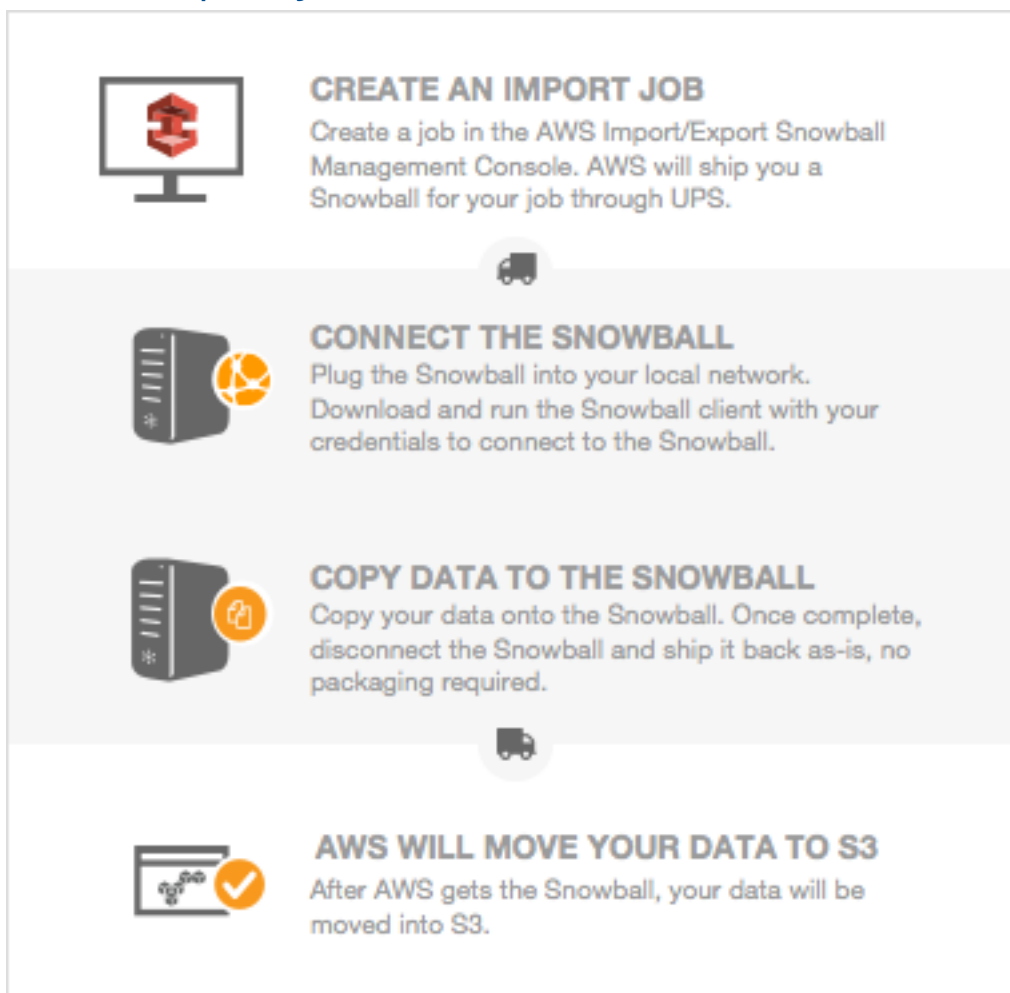 CREATE AN IMPORT JOB
Create a job in the AWS Import/Export Snowball
Management Console. AWS will ship you a
Snowball for your job through UPS.
CONNECT THE SNOWBALL
Plug the Snowball into your local network.
Download and run the Snowball client with your
credentials to connect to the Snowball.
COPY DATA TO THE SNOWBALL
Copy your data onto the Snowball. Once complete,
disconnect the Snowball and ship it back as-is, no
packaging required.
AWS WILL MOVE YOUR DATA TO S3
After AWS gets the Snowball, your data will be
moved into S3.